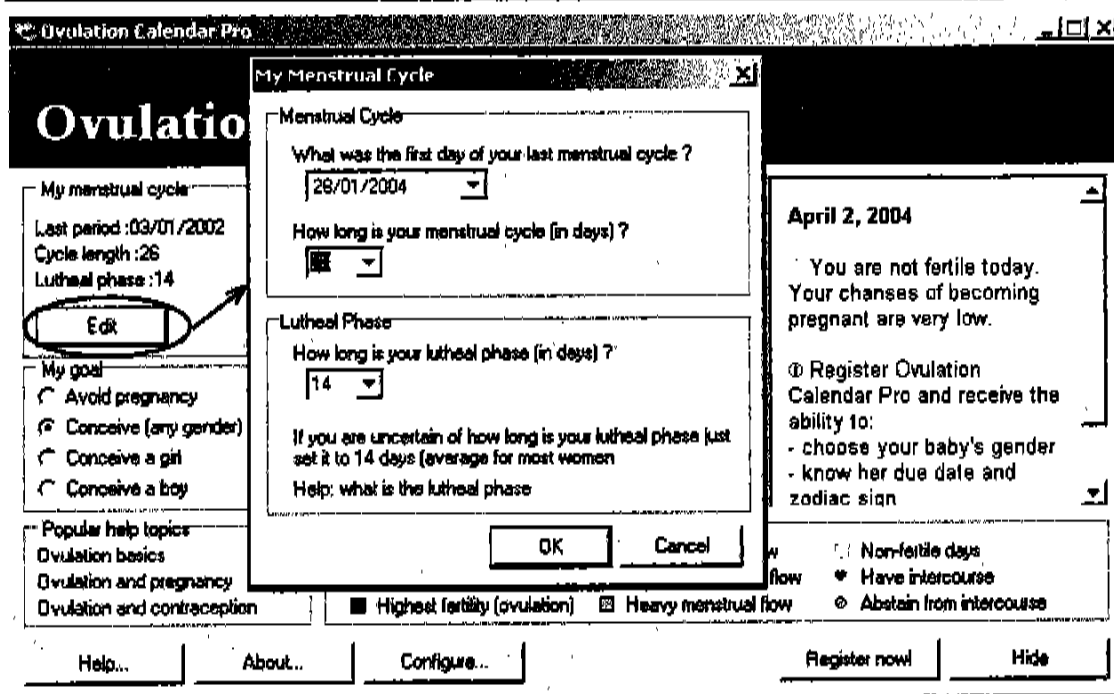 Ovulation Calendar Pro
Ovulatio
My menstrual cycle
Last period :03/01/2002
Cycle length :26
Lutheal phase :14
Edit
My goal
Avoid pregnancy
Conceive (any gender)
Conceive a girl
Conceive a boy
Popular help topics
Ovulation basics
Ovulation and pregnancy
Ovulation and contraception
My Menstrual Cycle
Menstrual Cycle
What was the first day of your last menstrual cycle ?
28/01/2004
How long is your menstrual cycle (in days) ?
Lutheal Phase
How long is your lutheal phase (in days) ?
14
If you are uncertain of how long is your lutheal phase just
set it to 14 days (average for most women
Help: what is the lutheal phase
OK Cancel
April 2, 2004
You are not fertile today.
Your chanses of becoming
pregnant are very low.
Register Ovulation
Calendar Pro and receive the
ability to:
- choose your baby's gender
- know her due date and
zodiac sign
w Non-fertile days
flow Have intercourse
Highest fertility (ovulation) Heavy menstrual flow Abstain from intercourse
Help... About... Configure... Register now! Hide